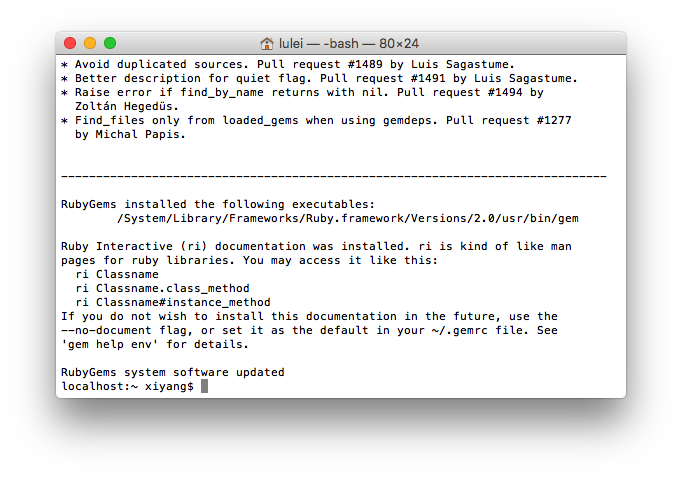 lulei — -bash — 80×24
* Avoid duplicated sources. Pull request #1489 by Luis Sagastume.
* Better description for quiet flag. Pull request #1491 by Luis Sagastume.
* Raise error if find_by_name returns with nil. Pull request #1494 by
  Zoltán Hegedüs.
* Find_files only from loaded_gems when using gemdeps. Pull request #1277
  by Michal Papis.
------------------------------------------------------------------------------
RubyGems installed the following executables:
        /System/Library/Frameworks/Ruby.framework/Versions/2.0/usr/bin/gem
Ruby Interactive (ri) documentation was installed. ri is kind of like man
pages for ruby libraries. You may access it like this:
  ri Classname
  ri Classname.class_method
  ri Classname#instance_method
If you do not wish to install this documentation in the future, use the
--no-document flag, or set it as the default in your ~/.gemrc file. See
'gem help env' for details.
RubyGems system software updated
localhost:~ xiyang$